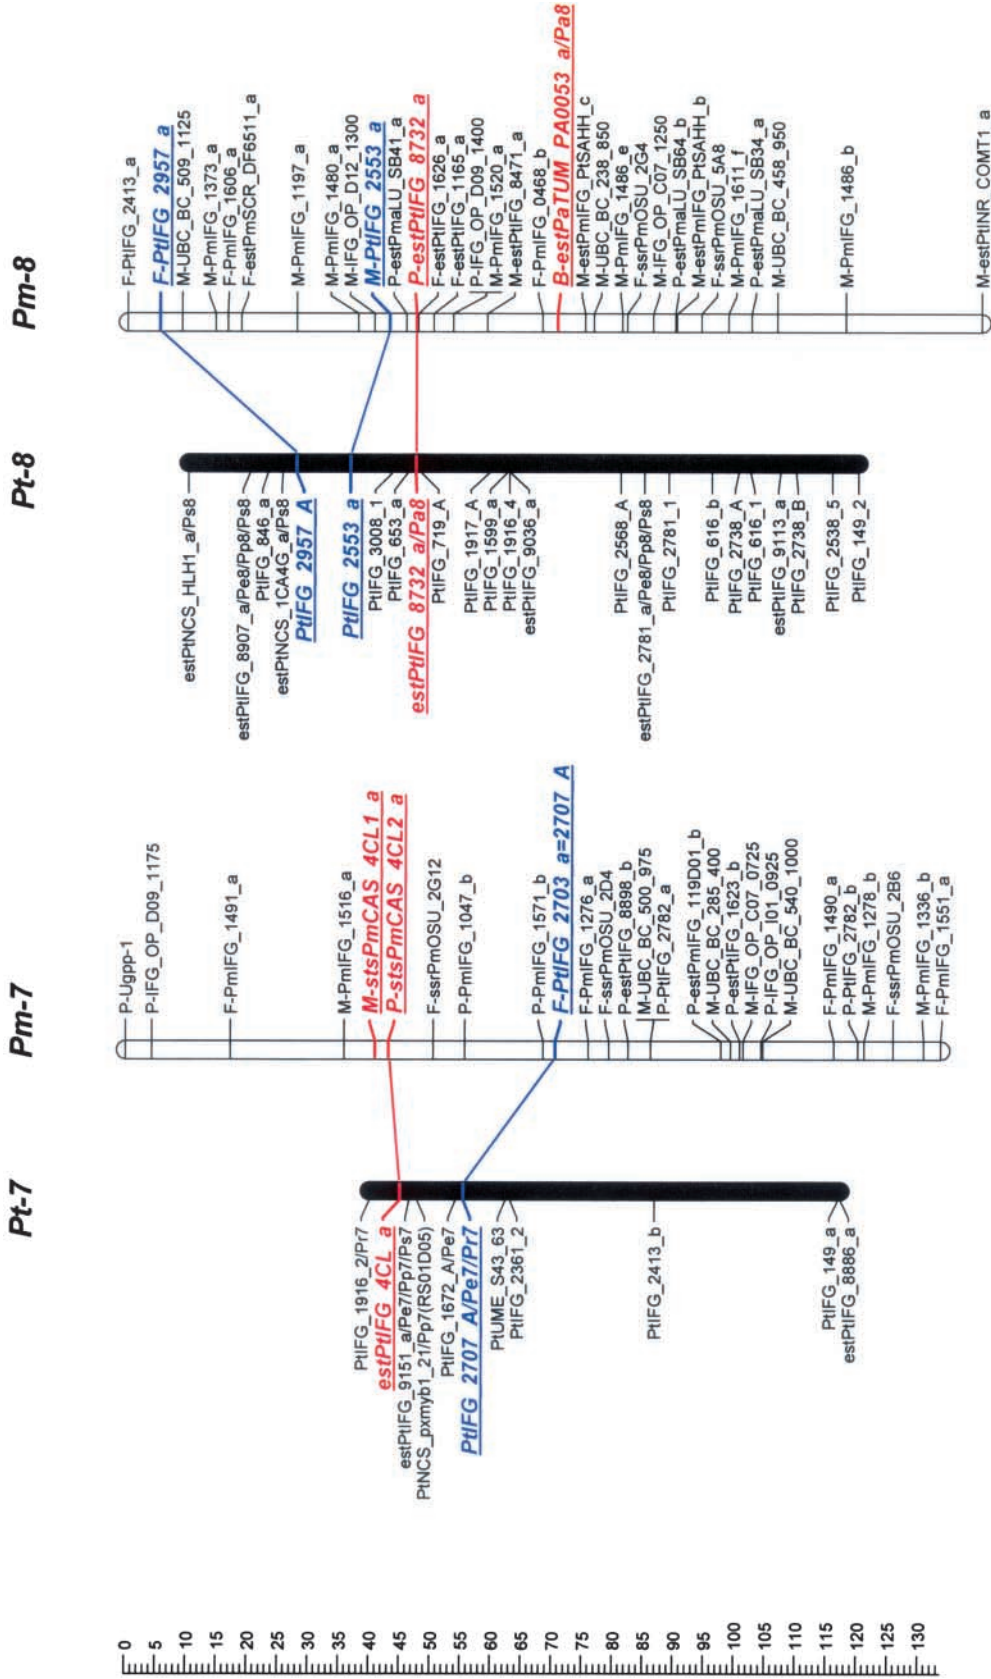 Pt-7
Pm-7
Pt-8
Pm-8
0
5
10
15
20
25
30
35
40
45
50
55
60
65
70
75
80
85
90
95
100
105
110
115
120
125
130
PtIFG_1916_2/Pr7
estPtIFG_4CL_a
estPtIFG_9151_a/Pe7/Pp7/Ps7
PtNCS_pxmyb1_21/Pp7(RS01D05)
PtIFG_1672_A/Pe7
PtIFG_2707_A/Pe7/Pr7
PtUME_S43_63
PtIFG_2361_2
PtIFG_2413_b
PtIFG_149_a
estPtIFG_8886_a
P-Ugpp-1
P-IFG_OP_D09_1175
F-PmIFG_1491_a
M-PmIFG_1516_a
M-stsPmCAS_4CL1_a
P-stsPmCAS_4CL2_a
F-ssrPmOSU_2G12
P-PmIFG_1047_b
P-PmIFG_1571_b
F-PtIFG_2703_a=2707_A
F-PmIFG_1276_a
F-ssrPmOSU_2D4
P-estPtIFG_8898_b
M-UBC_BC_500_975
P-PtIFG_2782_a
P-estPmIFG_119D01_b
M-UBC_BC_285_400
P-estPtIFG_1623_b
M-IFG_OP_C07_0725
P-IFG_OP_J01_0925
M-UBC_BC_540_1000
F-PmIFG_1490_a
P-PtIFG_2782_b
M-PmIFG_1278_b
F-ssrPmOSU_2B6
M-PmIFG_1336_b
F-PmIFG_1551_a
estPtNCS_HLH1_a/Ps8
estPtIFG_8907_a/Pe8/Pp8/Ps8
PtIFG_846_a
estPtNCS_1CA4G_a/Ps8
PtIFG_2957_A
PtIFG_2553_a
PtIFG_3008_1
PtIFG_653_a
estPtIFG_8732_a/Pa8
PtIFG_719_A
PtIFG_1917_A
PtIFG_1599_a
PtIFG_1916_4
estPtIFG_9036_a
PtIFG_2568_A
estPtIFG_2781_a/Pe8/Pp8/Ps8
PtIFG_2781_1
PtIFG_616_b
PtIFG_2738_A
PtIFG_616_1
estPtIFG_9113_a
PtIFG_2738_B
PtIFG_2538_5
PtIFG_149_2
F-PtIFG_2413_a
F-PtIFG_2957_a
M-UBC_BC_509_1125
M-PmIFG_1373_a
F-PmIFG_1606_a
F-estPmSCR_DF6511_a
M-PmIFG_1197_a
M-PmIFG_1480_a
M-IFG_OP_D12_1300
M-PtIFG_2553_a
P-estPmaLU_SB41_a
P-estPtIFG_8732_a
F-estPtIFG_1626_a
F-estPtIFG_1165_a
P-IFG_OP_D09_1400
M-PmIFG_1520_a
M-estPtIFG_8471_a
F-PmIFG_0468_b
B-estPaTUM_PA0053_a/Pa8
M-estPmIFG_PtSAHH_c
M-UBC_BC_238_850
M-PmIFG_1486_e
F-ssrPmOSU_2G4
M-IFG_OP_C07_1250
P-estPmaLU_SB64_b
M-estPmIFG_PtSAHH_b
F-ssrPmOSU_5A8
M-PmIFG_1611_f
P-estPmaLU_SB34_a
M-UBC_BC_458_950
M-PmIFG_1486_b
M-estPtINR_COMT1_a